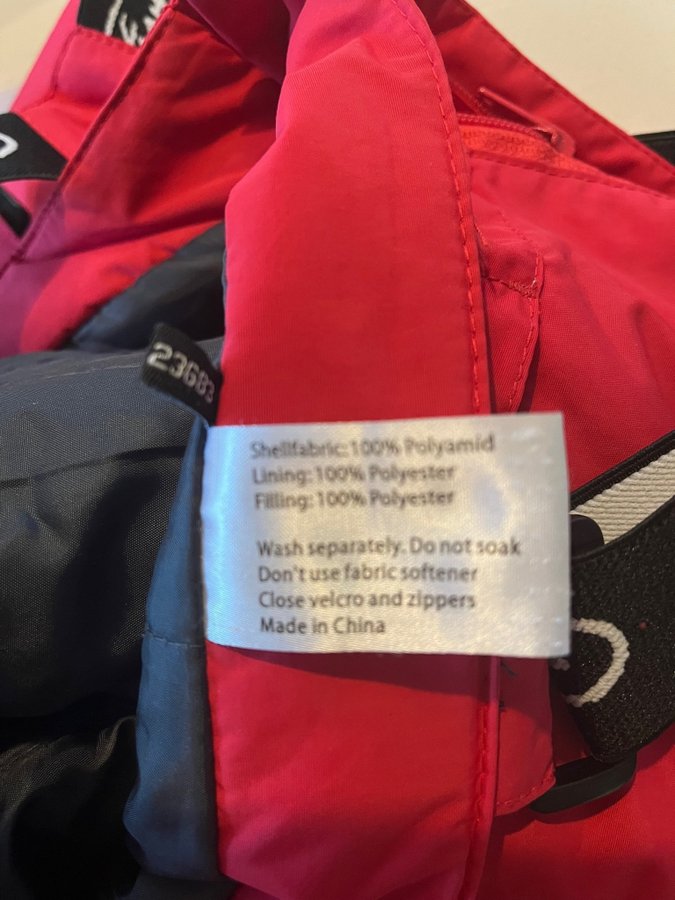 23683
Shellfabric:100% Polyamid
Lining:100% Polyester
Filling:100% Polyester
Wash separately. Do not soak
Don't use fabric softener
Close velcro and zippers
Made in China